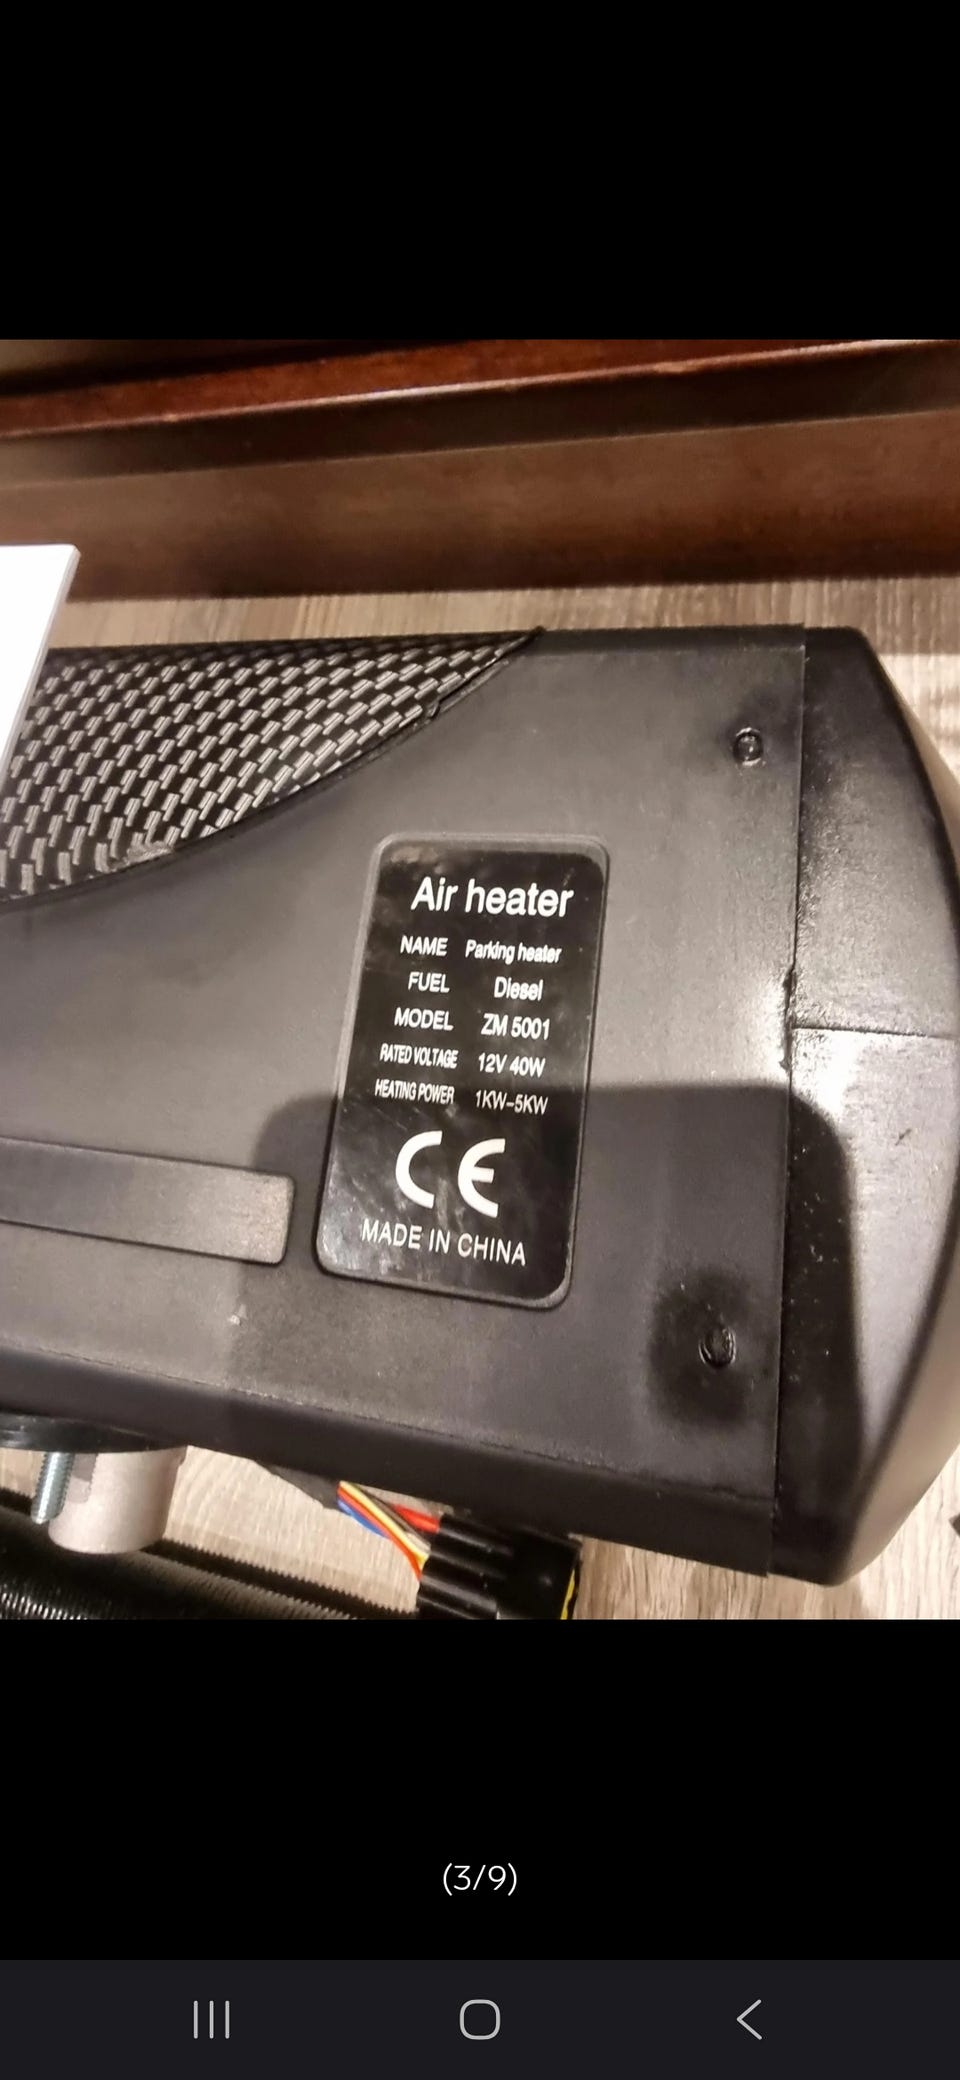 Air heater
NAME Parking heater
FUEL Diesel
MODEL ZM 5001
RATED VOLTAGE 12V 40W
HEATING POWER 1KW-5KW
CE
MADE IN CHINA
(3/9)